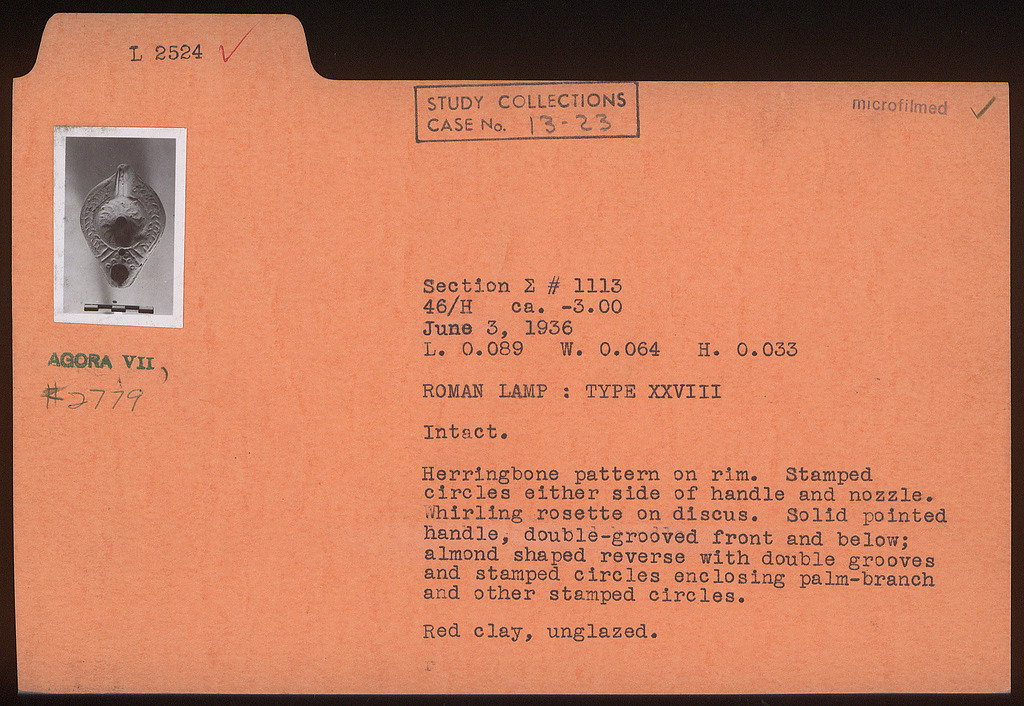 L 2524 ✓
STUDY COLLECTIONS
CASE No. 13-23
microfilmed ✓
AGORA VII,
#2779
Section Σ # 1113
46/H ca. -3.00
June 3, 1936
L. 0.089 W. 0.064 H. 0.033
ROMAN LAMP : TYPE XXVIII
Intact.
Herringbone pattern on rim. Stamped
circles either side of handle and nozzle.
Whirling rosette on discus. Solid pointed
handle, double-grooved front and below;
almond shaped reverse with double grooves
and stamped circles enclosing palm-branch
and other stamped circles.
Red clay, unglazed.